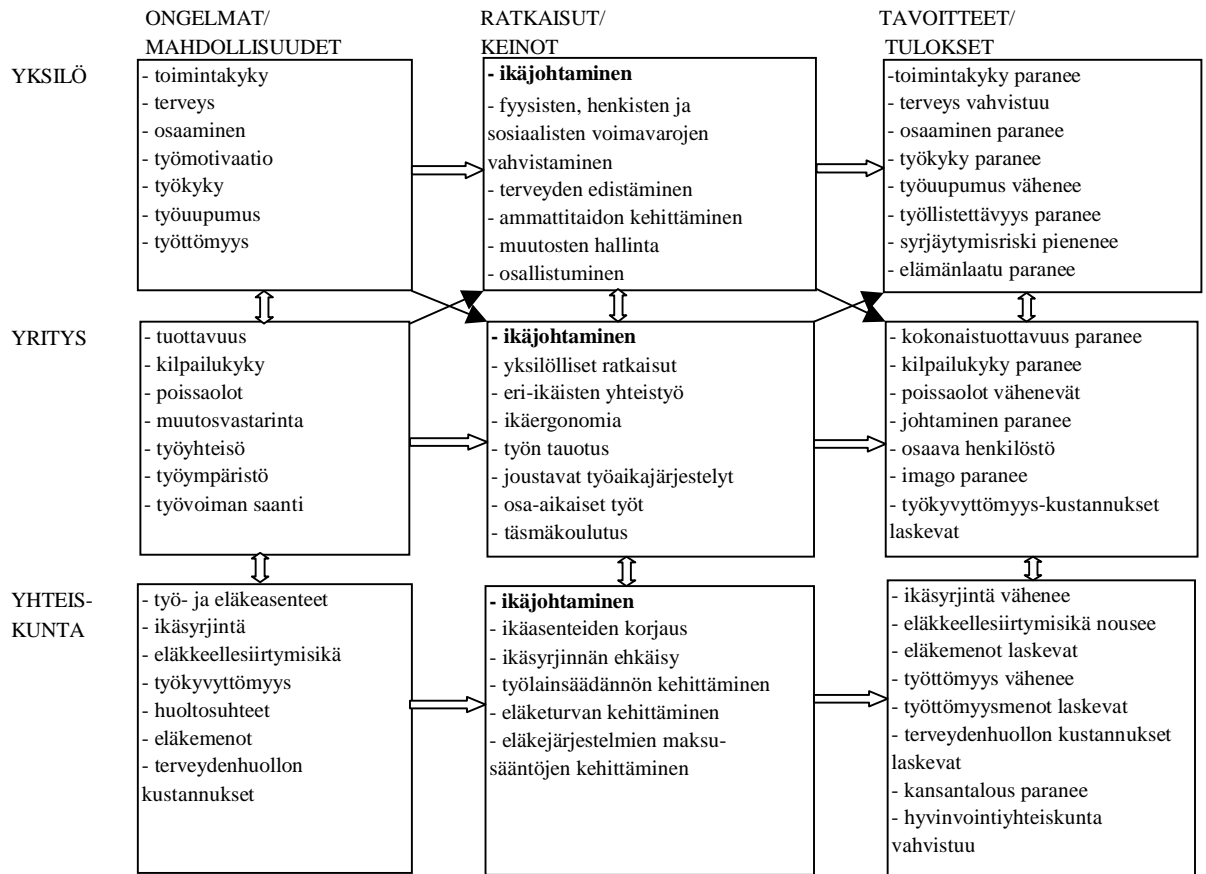 ONGELMAT/
MAHDOLLISUUDET
RATKAISUT/
KEINOT
TAVOITTEET/
TULOKSET
YKSILÖ
- toimintakyky
- terveys
- osaaminen
- työmotivaatio
- työkyky
- työuupumus
- työttömyys
- ikäjohtaminen
- fyysisten, henkisten ja
sosiaalisten voimavarojen
vahvistaminen
- terveyden edistäminen
- ammattitaidon kehittäminen
- muutosten hallinta
- osallistuminen
-toimintakyky paranee
- terveys vahvistuu
- osaaminen paranee
- työkyky paranee
- työuupumus vähenee
- työllistettävyys paranee
- syrjäytymisriski pienenee
- elämänlaatu paranee
YRITYS
- tuottavuus
- kilpailukyky
- poissaolot
- muutosvastarinta
- työyhteisö
- työympäristö
- työvoiman saanti
- ikäjohtaminen
- yksilölliset ratkaisut
- eri-ikäisten yhteistyö
- ikäergonomia
- työn tauotus
- joustavat työaikajärjestelyt
- osa-aikaiset työt
- täsmäkoulutus
- kokonaistuottavuus paranee
- kilpailukyky paranee
- poissaolot vähenevät
- johtaminen paranee
- osaava henkilöstö
- imago paranee
- työkyvyttömyys-kustannukset
laskevat
YHTEIS-
KUNTA
- työ- ja eläkeasenteet
- ikäsyrjintä
- eläkkeellesiirtymisikä
- työkyvyttömyys
- huoltosuhteet
- eläkemenot
- terveydenhuollon
kustannukset
- ikäjohtaminen
- ikäasenteiden korjaus
- ikäsyrjinnän ehkäisy
- työlainsäädännön kehittäminen
- eläketurvan kehittäminen
- eläkejärjestelmien maksu-
sääntöjen kehittäminen
- ikäsyrjintä vähenee
- eläkkeellesiirtymisikä nousee
- eläkemenot laskevat
- työttömyys vähenee
- työttömyysmenot laskevat
- terveydenhuollon kustannukset
laskevat
- kansantalous paranee
- hyvinvointiyhteiskunta
vahvistuu